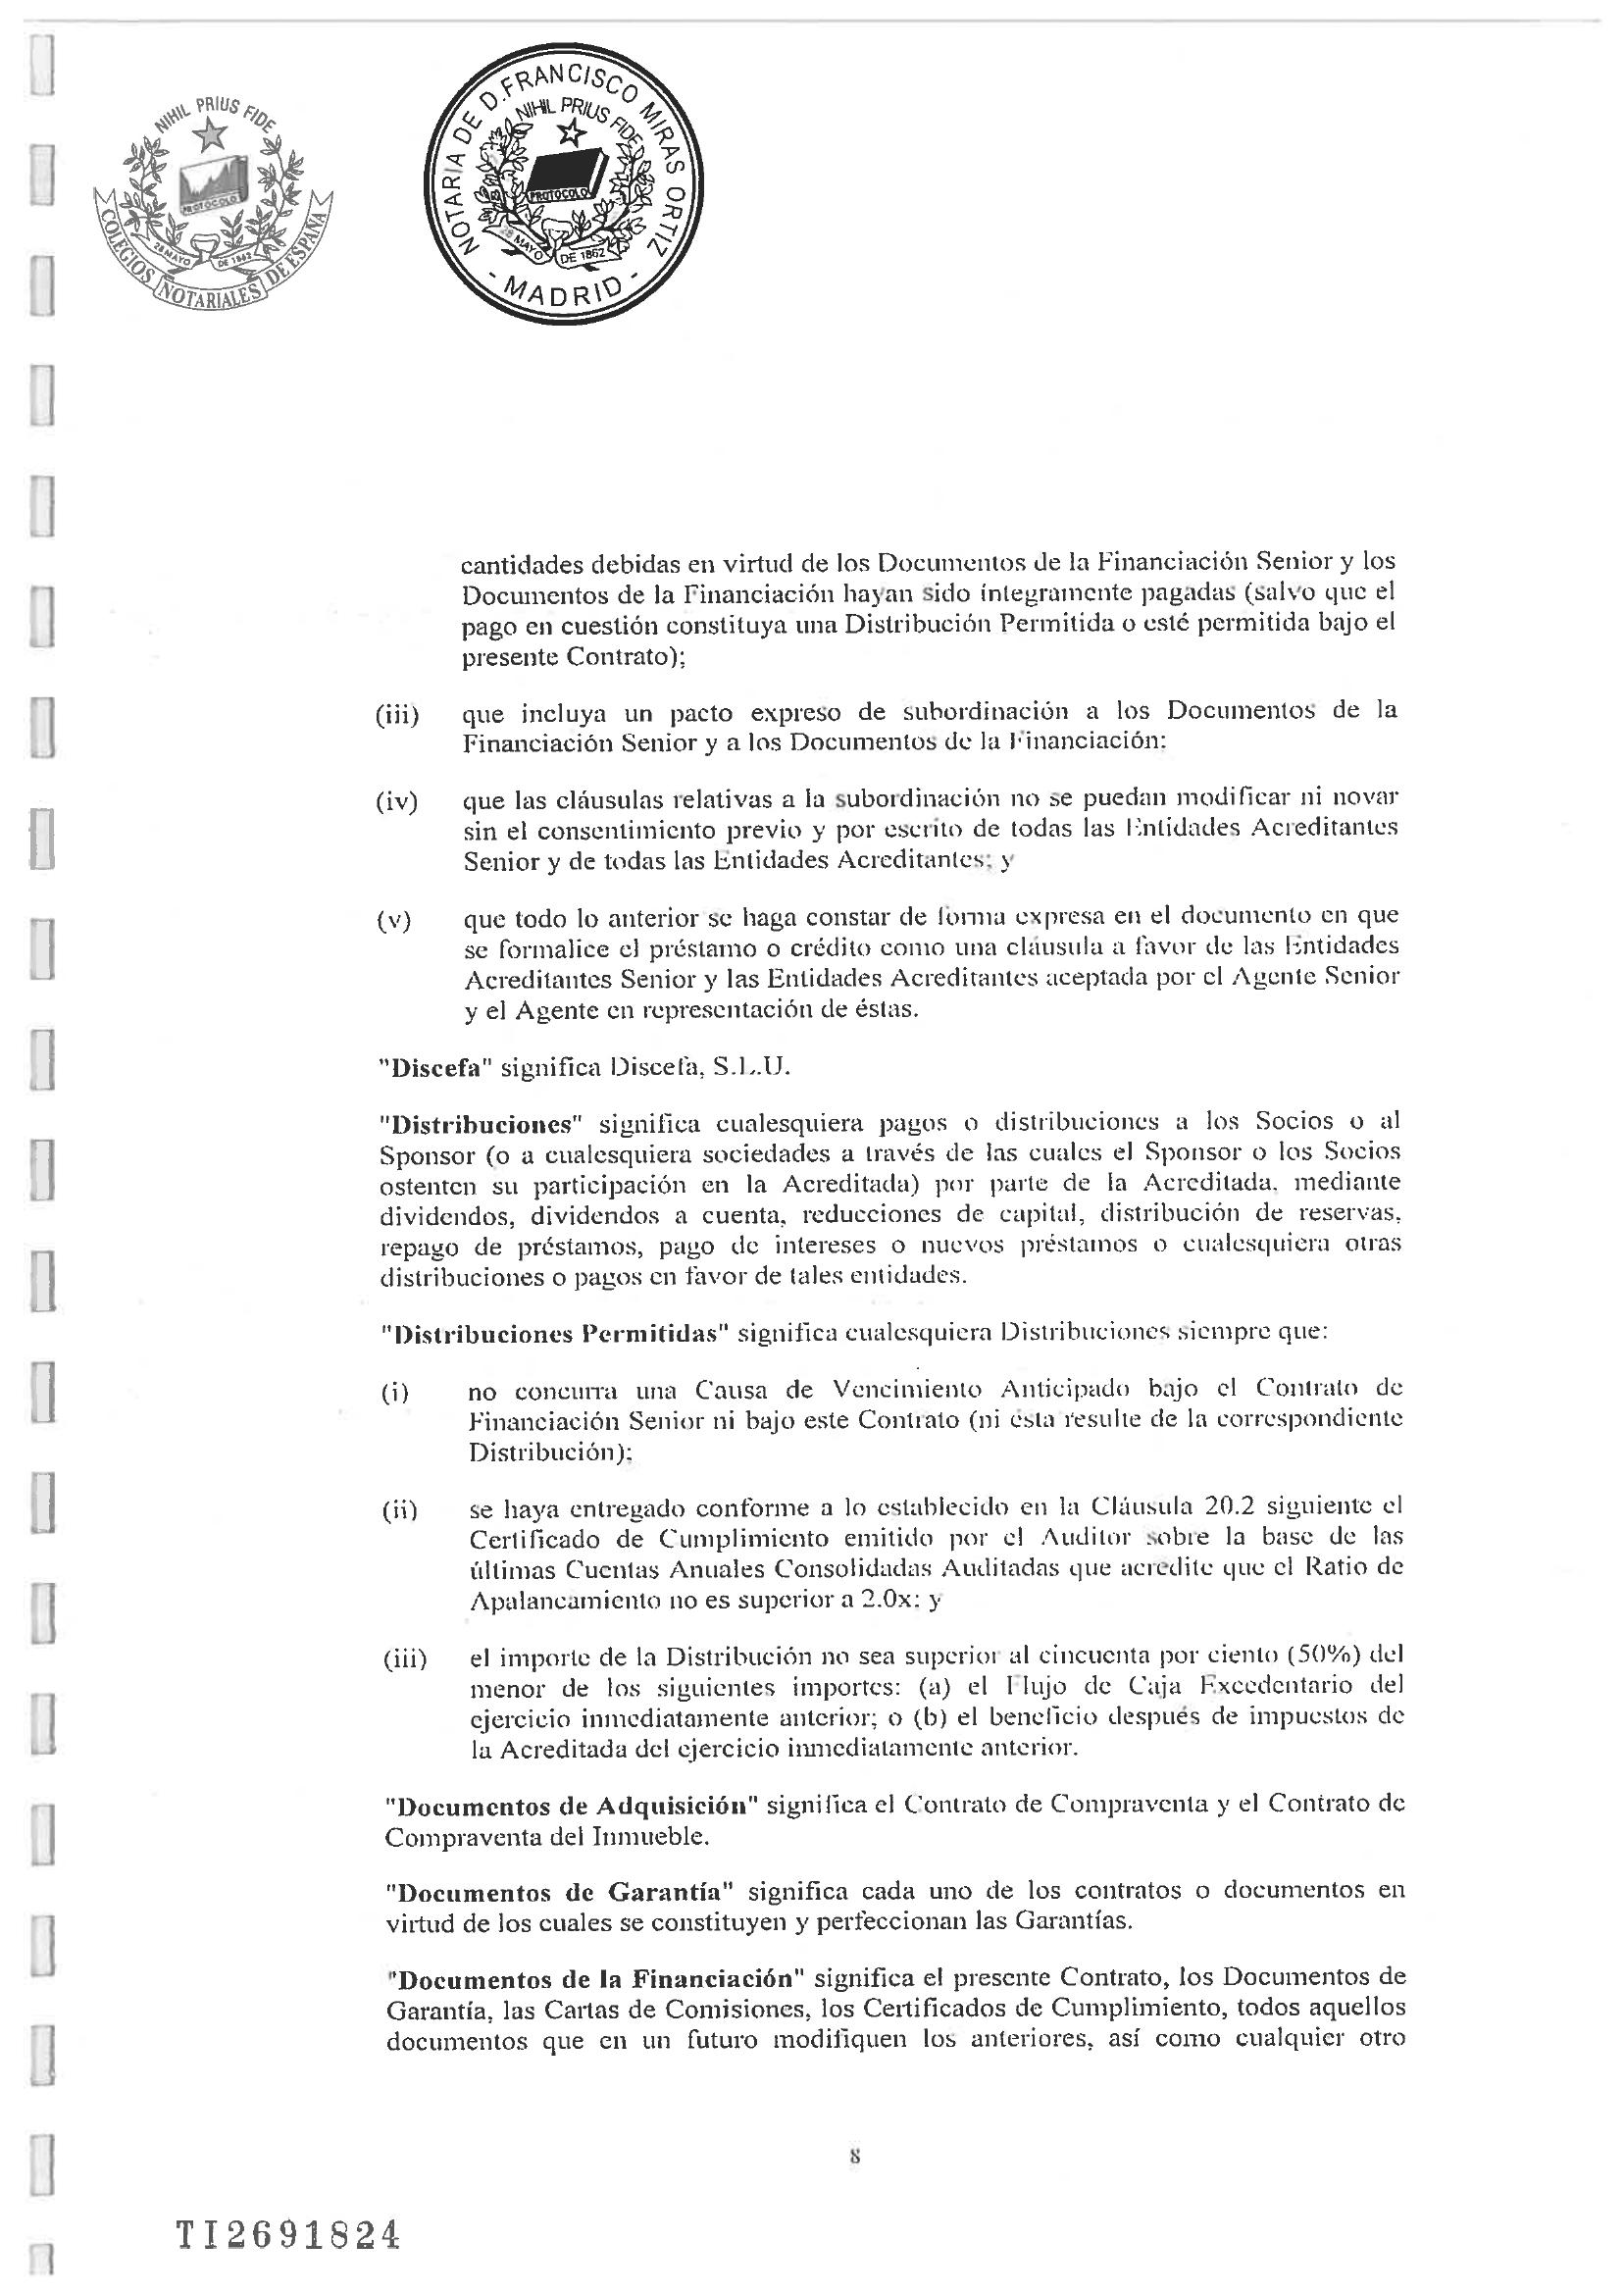 NIHIL PRIUS FIDE
PROTOCOLO
28 MAYO DE 1862
COLEGIOS NOTARIALES DE ESPAÑA
NOTARIA DE D. FRANCISCO MIRAS ORTIZ
NIHIL PRIUS FIDE
PROTOCOLO
28 MAYO DE 1862
- MADRID -
cantidades debidas en virtud de los Documentos de la Financiación Senior y los
Documentos de la Financiación hayan sido íntegramente pagadas (salvo que el
pago en cuestión constituya una Distribución Permitida o esté permitida bajo el
presente Contrato);
(iii) que incluya un pacto expreso de subordinación a los Documentos de la
Financiación Senior y a los Documentos de la Financiación;
(iv) que las cláusulas relativas a la subordinación no se puedan modificar ni novar
sin el consentimiento previo y por escrito de todas las Entidades Acreditantes
Senior y de todas las Entidades Acreditantes; y
(v) que todo lo anterior se haga constar de forma expresa en el documento en que
se formalice el préstamo o crédito como una cláusula a favor de las Entidades
Acreditantes Senior y las Entidades Acreditantes aceptada por el Agente Senior
y el Agente en representación de éstas.
"Discefa" significa Discefa, S.L.U.
"Distribuciones" significa cualesquiera pagos o distribuciones a los Socios o al
Sponsor (o a cualesquiera sociedades a través de las cuales el Sponsor o los Socios
ostenten su participación en la Acreditada) por parte de la Acreditada, mediante
dividendos, dividendos a cuenta, reducciones de capital, distribución de reservas,
repago de préstamos, pago de intereses o nuevos préstamos o cualesquiera otras
distribuciones o pagos en favor de tales entidades.
"Distribuciones Permitidas" significa cualesquiera Distribuciones siempre que:
(i) no concurra una Causa de Vencimiento Anticipado bajo el Contrato de
Financiación Senior ni bajo este Contrato (ni ésta resulte de la correspondiente
Distribución);
(ii) se haya entregado conforme a lo establecido en la Cláusula 20.2 siguiente el
Certificado de Cumplimiento emitido por el Auditor sobre la base de las
últimas Cuentas Anuales Consolidadas Auditadas que acredite que el Ratio de
Apalancamiento no es superior a 2.0x; y
(iii) el importe de la Distribución no sea superior al cincuenta por ciento (50%) del
menor de los siguientes importes: (a) el Flujo de Caja Excedentario del
ejercicio inmediatamente anterior; o (b) el beneficio después de impuestos de
la Acreditada del ejercicio inmediatamente anterior.
"Documentos de Adquisición" significa el Contrato de Compraventa y el Contrato de
Compraventa del Inmueble.
"Documentos de Garantía" significa cada uno de los contratos o documentos en
virtud de los cuales se constituyen y perfeccionan las Garantías.
"Documentos de la Financiación" significa el presente Contrato, los Documentos de
Garantía, las Cartas de Comisiones, los Certificados de Cumplimiento, todos aquellos
documentos que en un futuro modifiquen los anteriores, así como cualquier otro
8
TI2691824